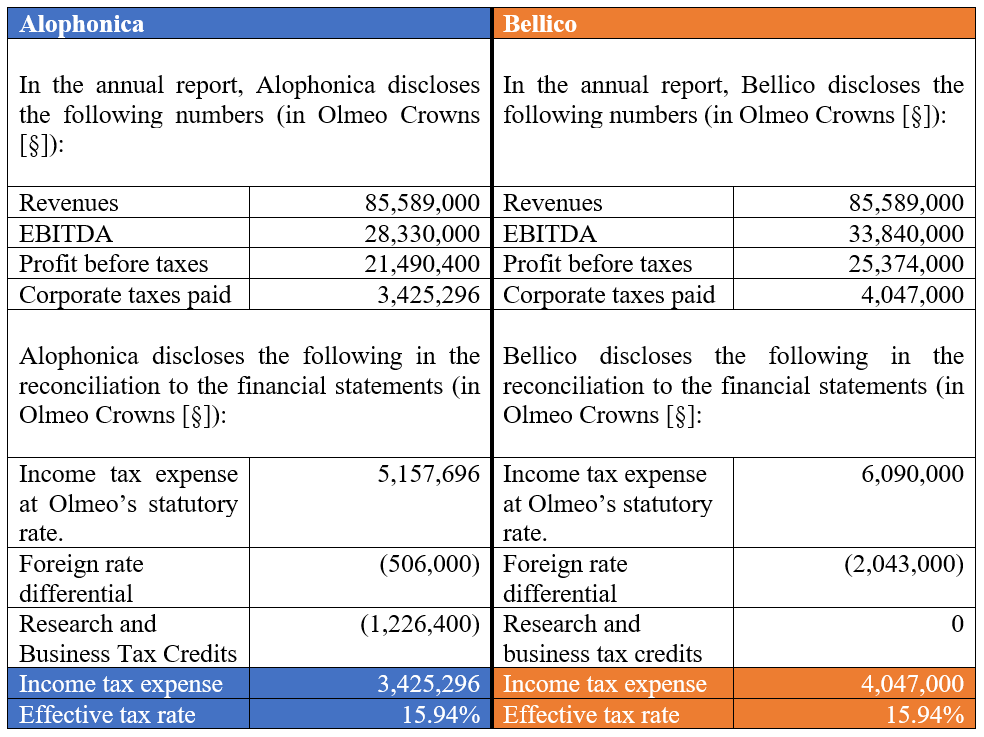 Alophonica
Bellico
In the annual report, Alophonica discloses
the following numbers (in Olmeo Crowns
[§]):
In the annual report, Bellico discloses the
following numbers (in Olmeo Crowns [§]):
Revenues 85,589,000 Revenues 85,589,000
EBITDA 28,330,000 EBITDA 33,840,000
Profit before taxes 21,490,400 Profit before taxes 25,374,000
Corporate taxes paid 3,425,296 Corporate taxes paid 4,047,000
Alophonica discloses the following in the
reconciliation to the financial statements (in
Olmeo Crowns [§]):
Bellico discloses the following in the
reconciliation to the financial statements (in
Olmeo Crowns [§]:
Income tax expense 5,157,696
at Olmeo’s statutory
rate.
Income tax expense 6,090,000
at Olmeo’s statutory
rate.
Foreign rate (506,000)
differential
Foreign rate (2,043,000)
differential
Research and (1,226,400)
Business Tax Credits
Research and 0
business tax credits
Income tax expense 3,425,296 Income tax expense 4,047,000
Effective tax rate 15.94% Effective tax rate 15.94%